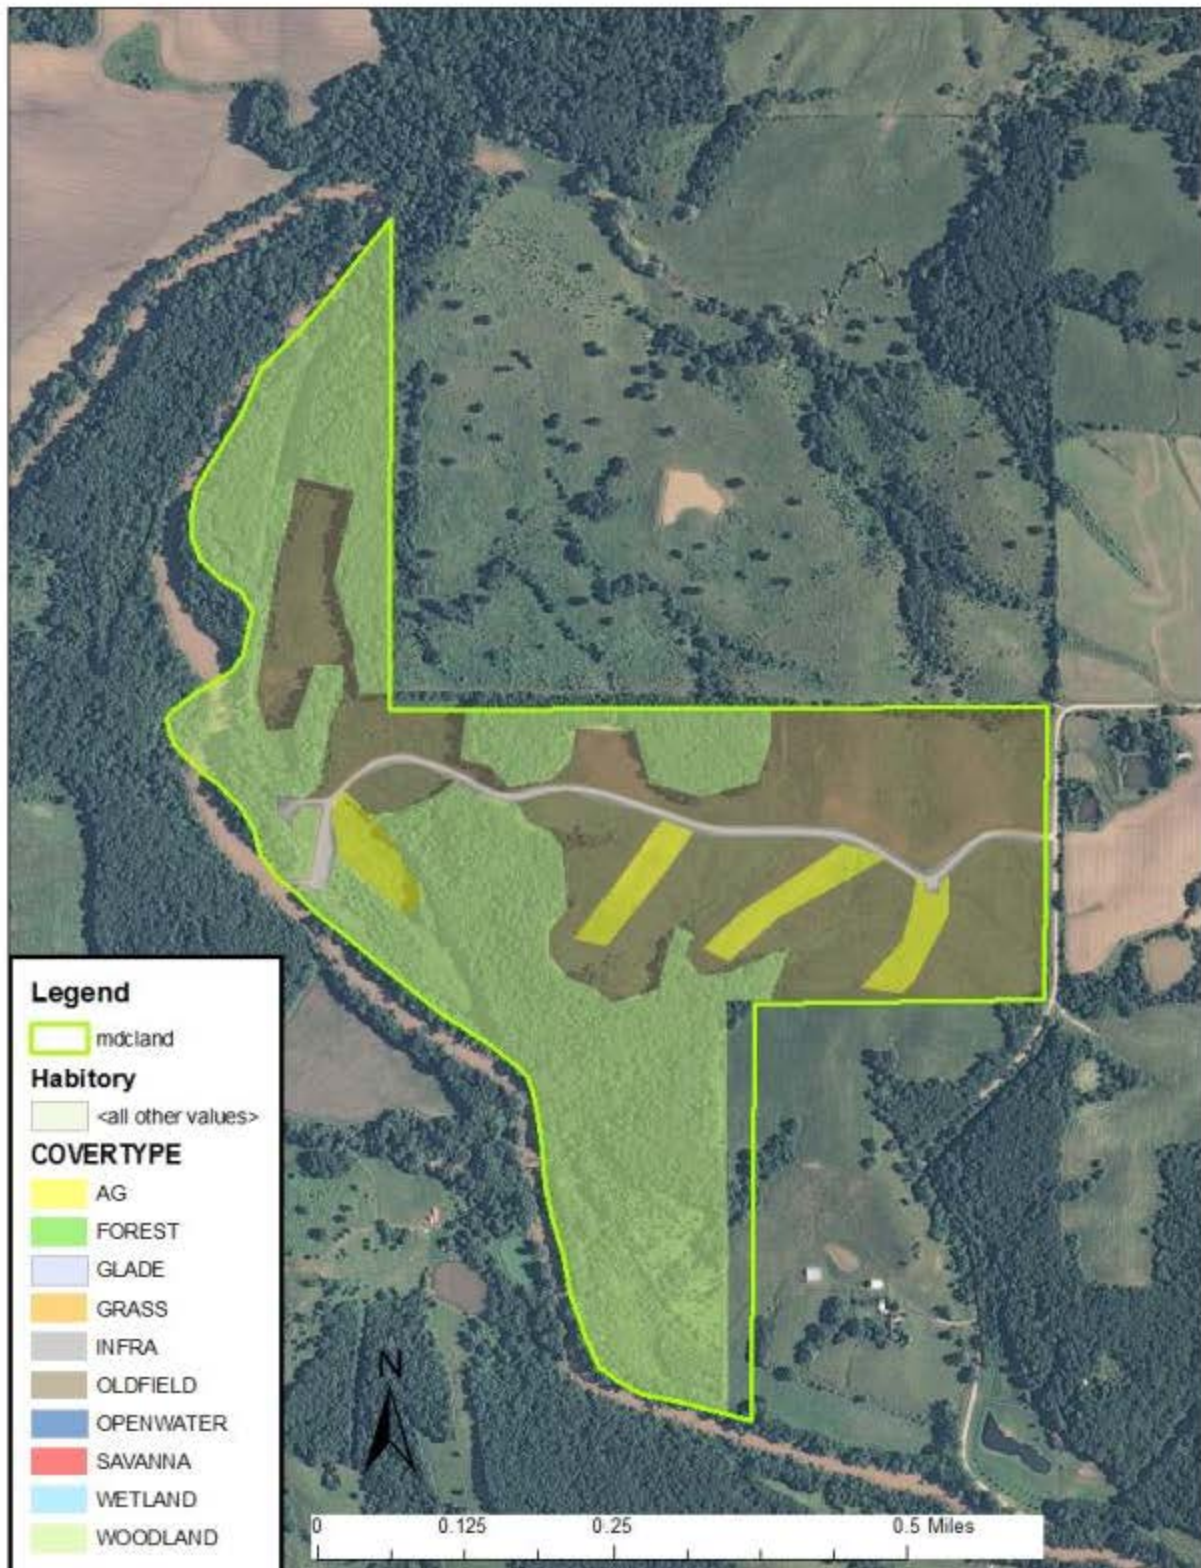 Legend
mdcland
Habitory
<all other values>
COVERTYPE
AG
FOREST
GLADE
GRASS
INFRA
OLDFIELD
OPENWATER
SAVANNA
WETLAND
WOODLAND
N
0 0.125 0.25 0.5 Miles